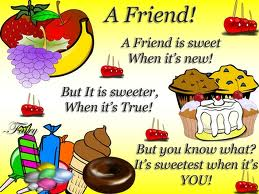 A Friend!
A Friend is sweet
When it's new!
But It is sweeter,
When it's True!
But you know what?
It's sweetest when it's
YOU!